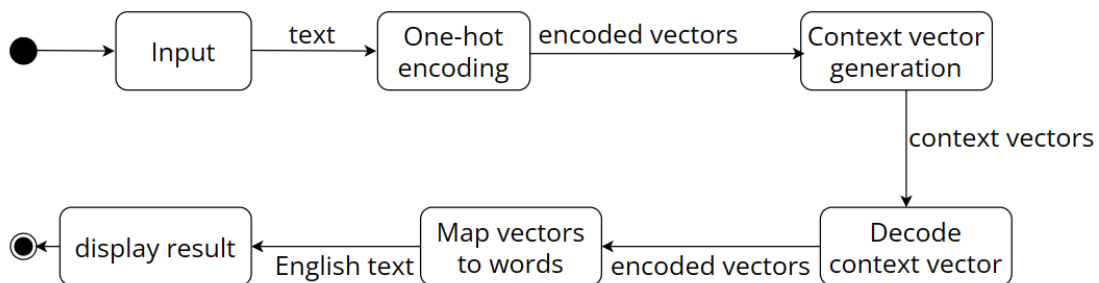 Input
text
One-hot
encoding
encoded vectors
Context vector
generation
context vectors
Decode
context vector
encoded vectors
Map vectors
to words
English text
display result